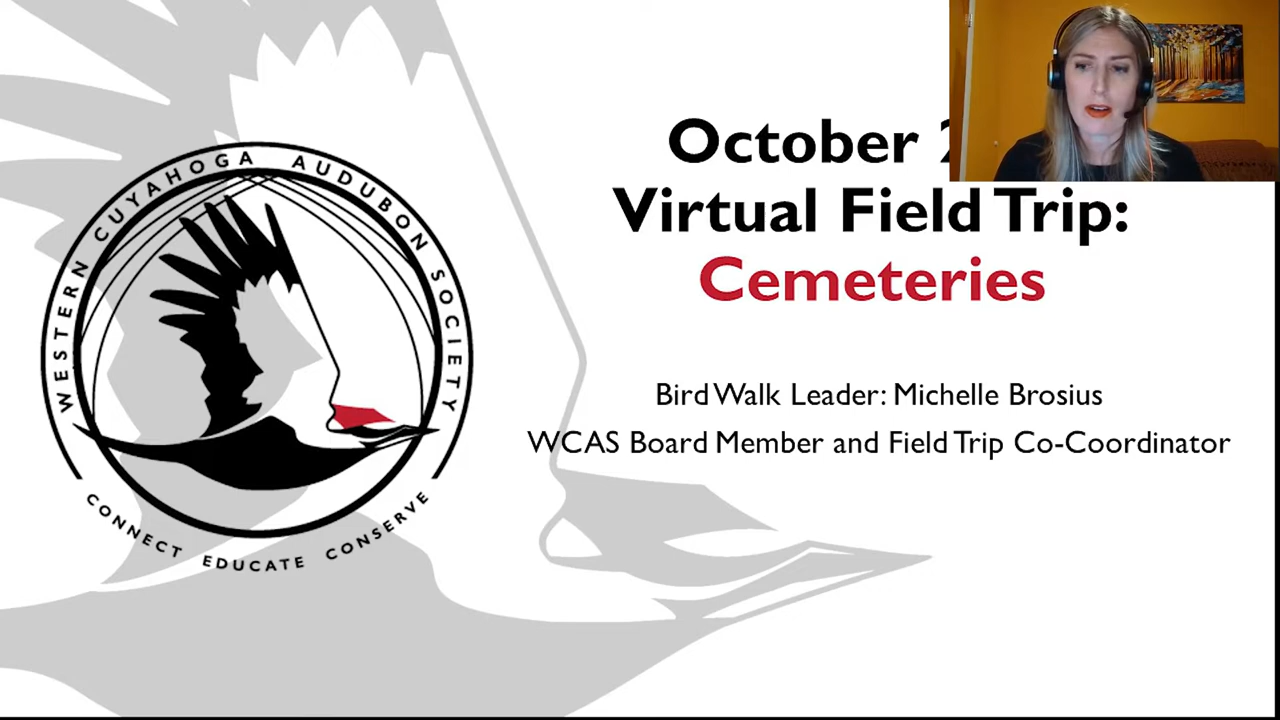 WESTERN CUYAHOGA AUDUBON SOCIETY
CONNECT EDUCATE CONSERVE
October
Virtual Field Trip:
Cemeteries
Bird Walk Leader: Michelle Brosius
WCAS Board Member and Field Trip Co-Coordinator